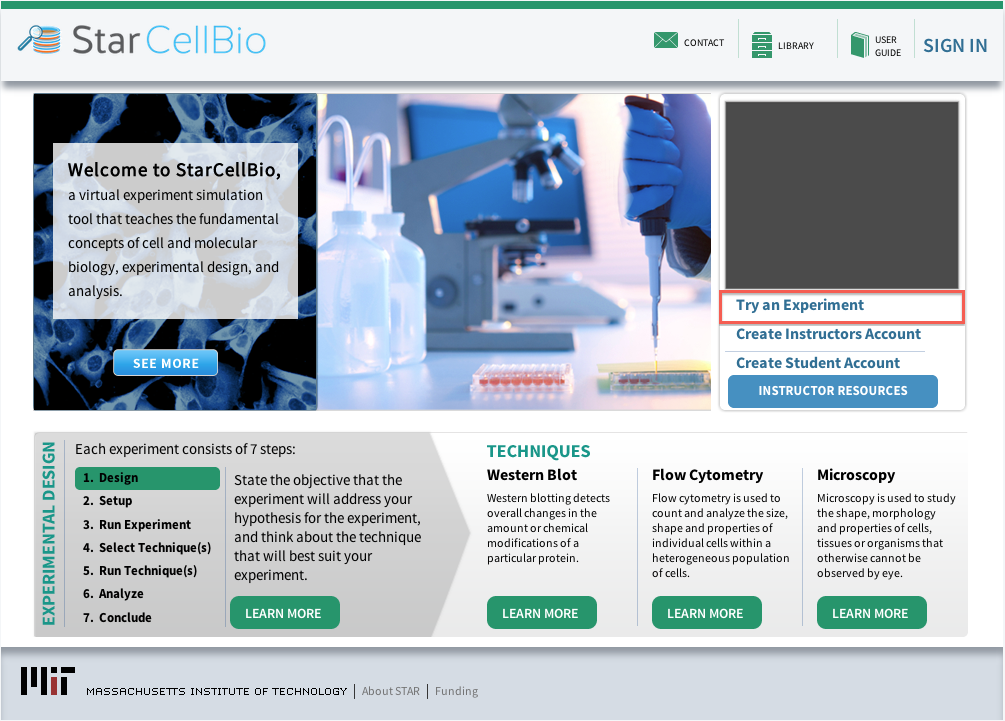 Star CellBio
CONTACT
LIBRARY
USER
GUIDE
SIGN IN
Welcome to StarCellBio,
a virtual experiment simulation
tool that teaches the fundamental
concepts of cell and molecular
biology, experimental design, and
analysis.
SEE MORE
Try an Experiment
Create Instructors Account
Create Student Account
INSTRUCTOR RESOURCES
EXPERIMENTAL DESIGN
Each experiment consists of 7 steps:
1. Design
2. Setup
3. Run Experiment
4. Select Technique(s)
5. Run Technique(s)
6. Analyze
7. Conclude
State the objective that the
experiment will address your
hypothesis for the experiment,
and think about the technique
that will best suit your
experiment.
LEARN MORE
TECHNIQUES
Western Blot
Western blotting detects
overall changes in the
amount or chemical
modifications of a
particular protein.
LEARN MORE
Flow Cytometry
Flow cytometry is used to
count and analyze the size,
shape and properties of
individual cells within a
heterogeneous population
of cells.
LEARN MORE
Microscopy
Microscopy is used to study
the shape, morphology
and properties of cells,
tissues or organisms that
otherwise cannot be
observed by eye.
LEARN MORE
MIT MASSACHUSETTS INSTITUTE OF TECHNOLOGY | About STAR | Funding